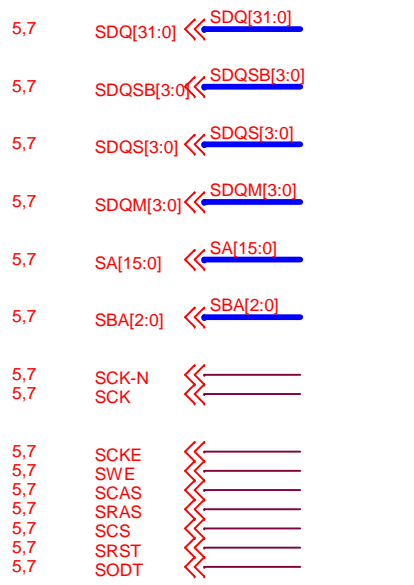 5,7 SDQ[31:0] SDQ[31:0]
5,7 SDQSB[3:0] SDQSB[3:0]
5,7 SDQS[3:0] SDQS[3:0]
5,7 SDQM[3:0] SDQM[3:0]
5,7 SA[15:0] SA[15:0]
5,7 SBA[2:0] SBA[2:0]
5,7 SCK-N
5,7 SCK
5,7 SCKE
5,7 SWE
5,7 SCAS
5,7 SRAS
5,7 SCS
5,7 SRST
5,7 SODT